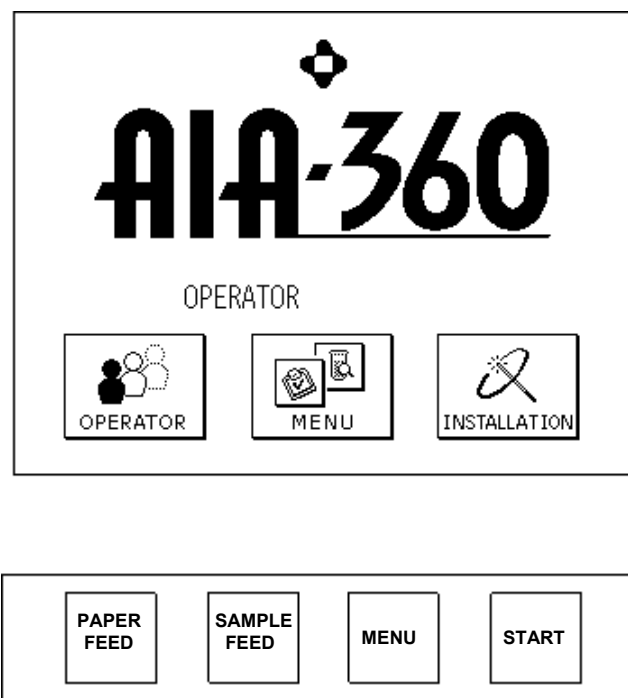 AIA-360
OPERATOR
OPERATOR
MENU
INSTALLATION
PAPER
FEED
SAMPLE
FEED
MENU
START